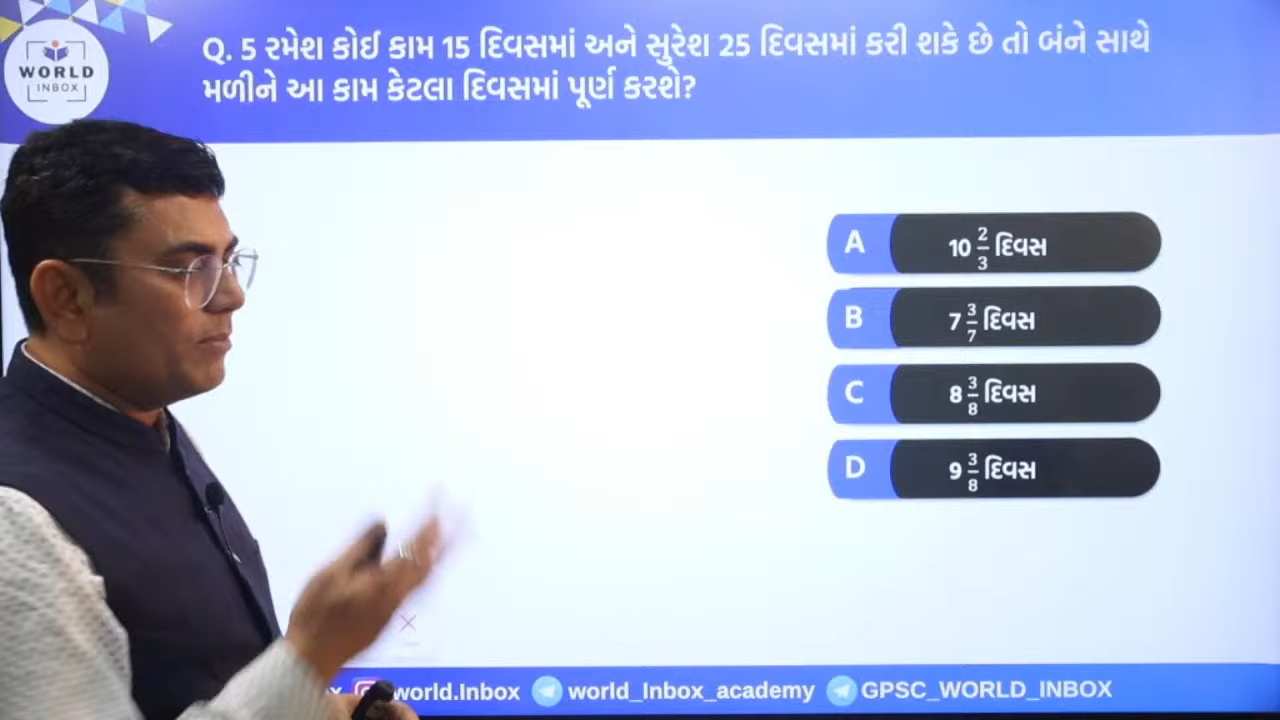 WORLD
INBOX
Q. 5 રમેશ કોઈ કામ 15 દિવસમાં અને સુરેશ 25 દિવસમાં કરી શકે છે તો બંને સાથે
મળીને આ કામ કેટલા દિવસમાં પૂર્ણ કરશે?
A 10 2/3 દિવસ
B 7 3/7 દિવસ
C 8 3/8 દિવસ
D 9 3/8 દિવસ
world.Inbox world_Inbox_academy GPSC_WORLD_INBOX